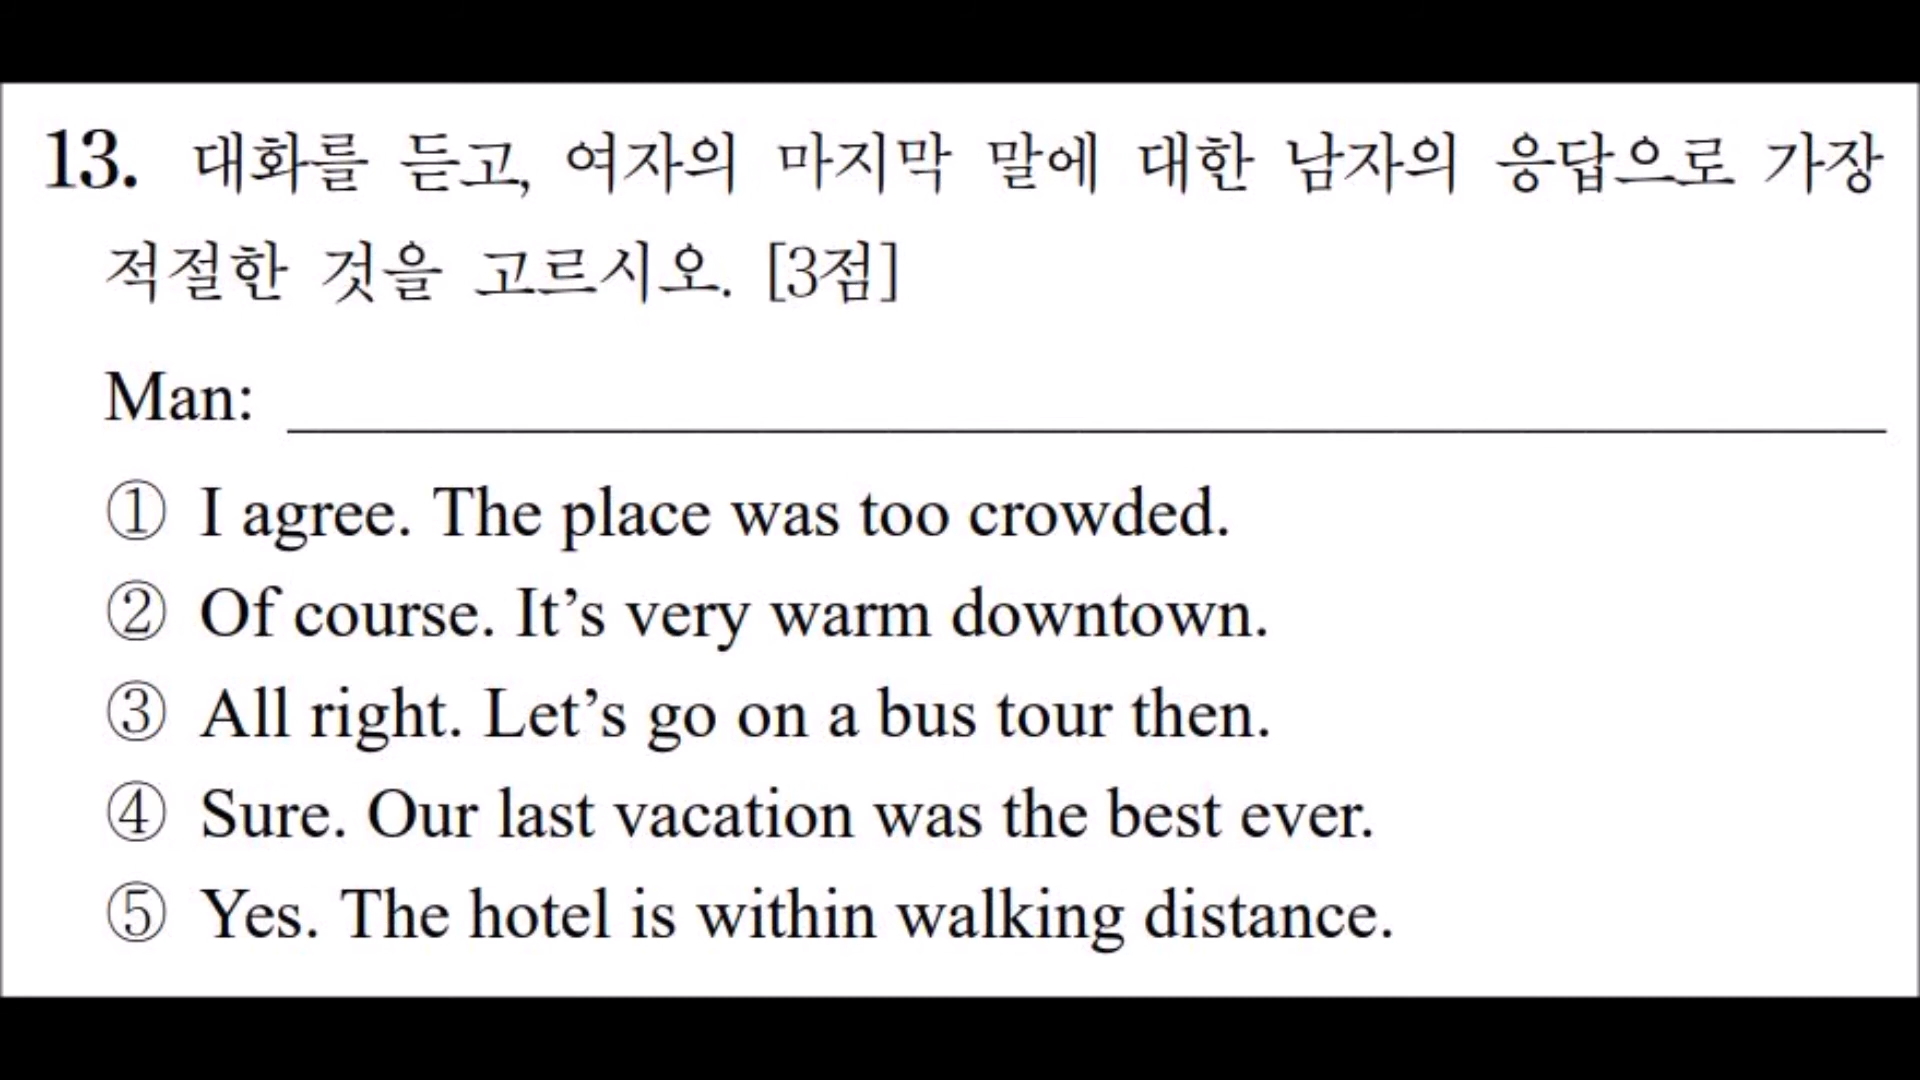 13. 대화를 듣고, 여자의 마지막 말에 대한 남자의 응답으로 가장
적절한 것을 고르시오. [3점]
Man:
① I agree. The place was too crowded.
② Of course. It’s very warm downtown.
③ All right. Let’s go on a bus tour then.
④ Sure. Our last vacation was the best ever.
⑤ Yes. The hotel is within walking distance.